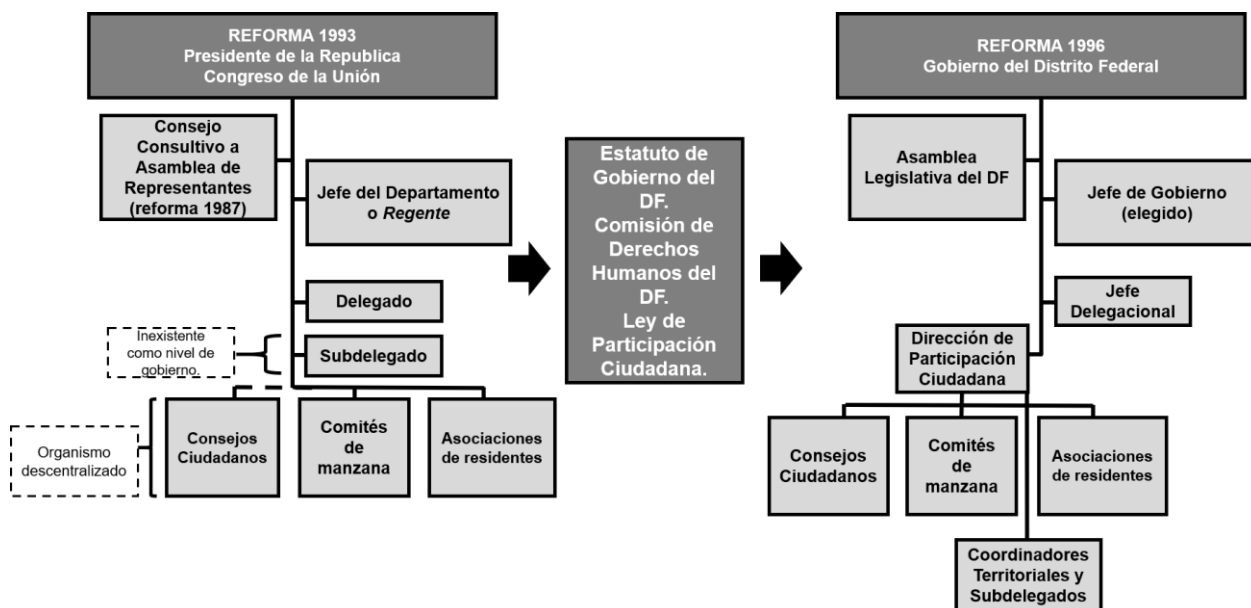 REFORMA 1993
Presidente de la Republica
Congreso de la Unión
Consejo
Consultivo a
Asamblea de
Representantes
(reforma 1987)
Jefe del Departamento
o Regente
Delegado
Inexistente
como nivel de
gobierno.
Subdelegado
Organismo
descentralizado
Consejos
Ciudadanos
Comités
de
manzana
Asociaciones
de residentes
Estatuto de
Gobierno del
DF.
Comisión de
Derechos
Humanos del
DF.
Ley de
Participación
Ciudadana.
REFORMA 1996
Gobierno del Distrito Federal
Asamblea
Legislativa del DF
Jefe de Gobierno
(elegido)
Jefe
Delegacional
Dirección de
Participación
Ciudadana
Consejos
Ciudadanos
Comités
de
manzana
Asociaciones
de residentes
Coordinadores
Territoriales y
Subdelegados